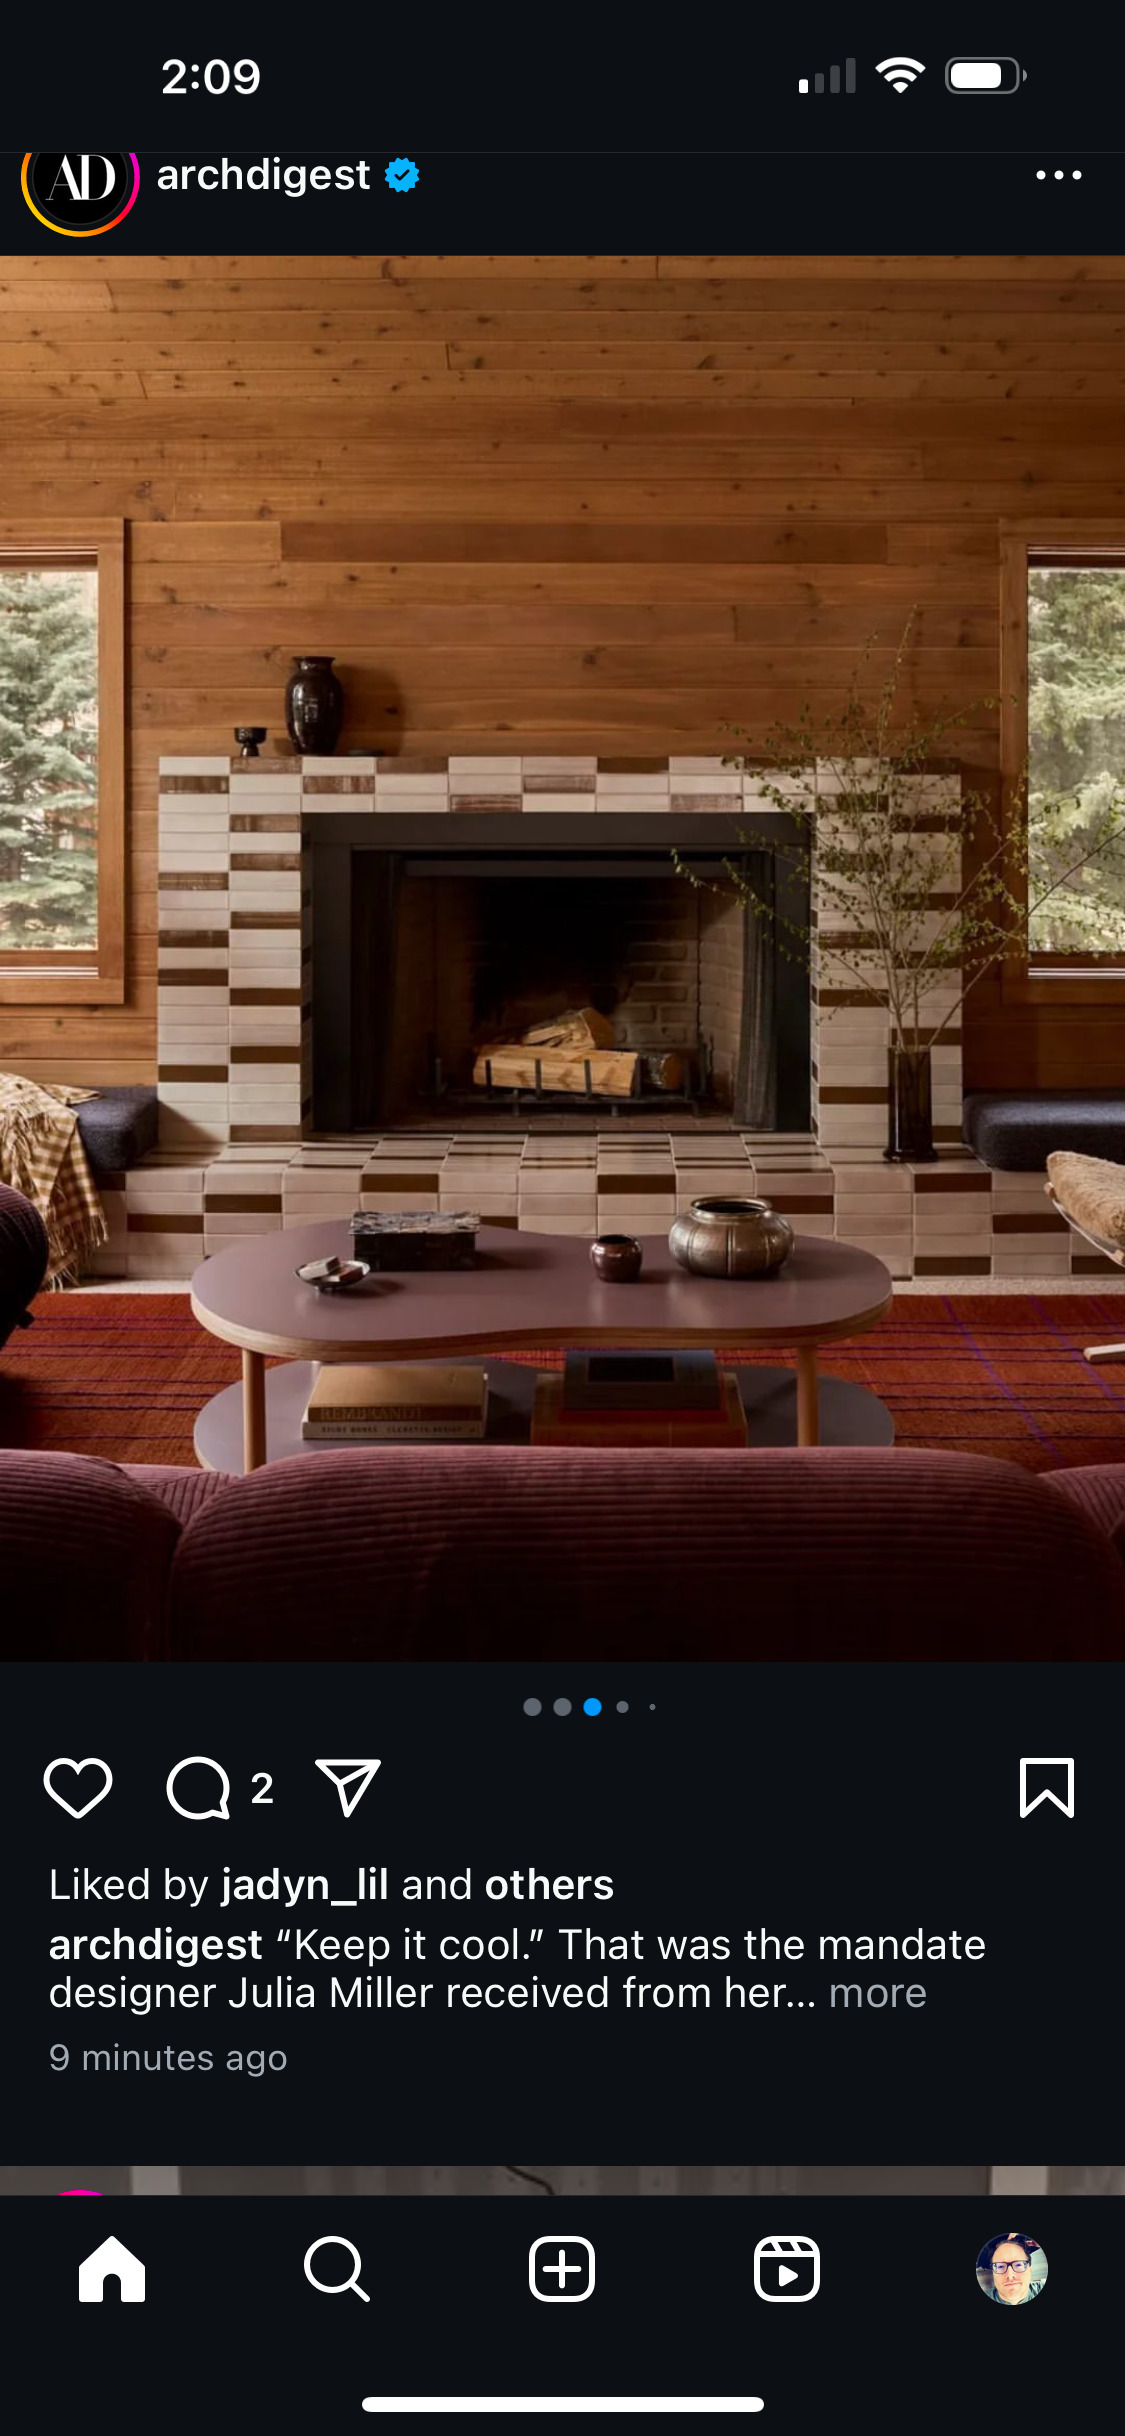 2:09
AD
archdigest
REMBRANDT
2
Liked by jadyn_lil and others
archdigest “Keep it cool.” That was the mandate
designer Julia Miller received from her... more
9 minutes ago